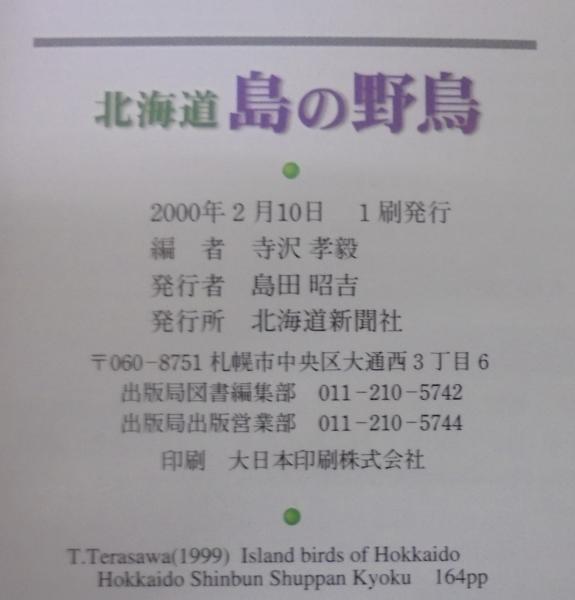 北海道 島の野鳥
2000年2月10日　1刷発行
編　者　寺沢 孝毅
発行者　島田 昭吉
発行所　北海道新聞社
〒060-8751 札幌市中央区大通西3丁目6
出版局図書編集部　011-210-5742
出版局出版営業部　011-210-5744
印刷　大日本印刷株式会社
T.Terasawa(1999) Island birds of Hokkaido
Hokkaido Shinbun Shuppan Kyoku　164pp